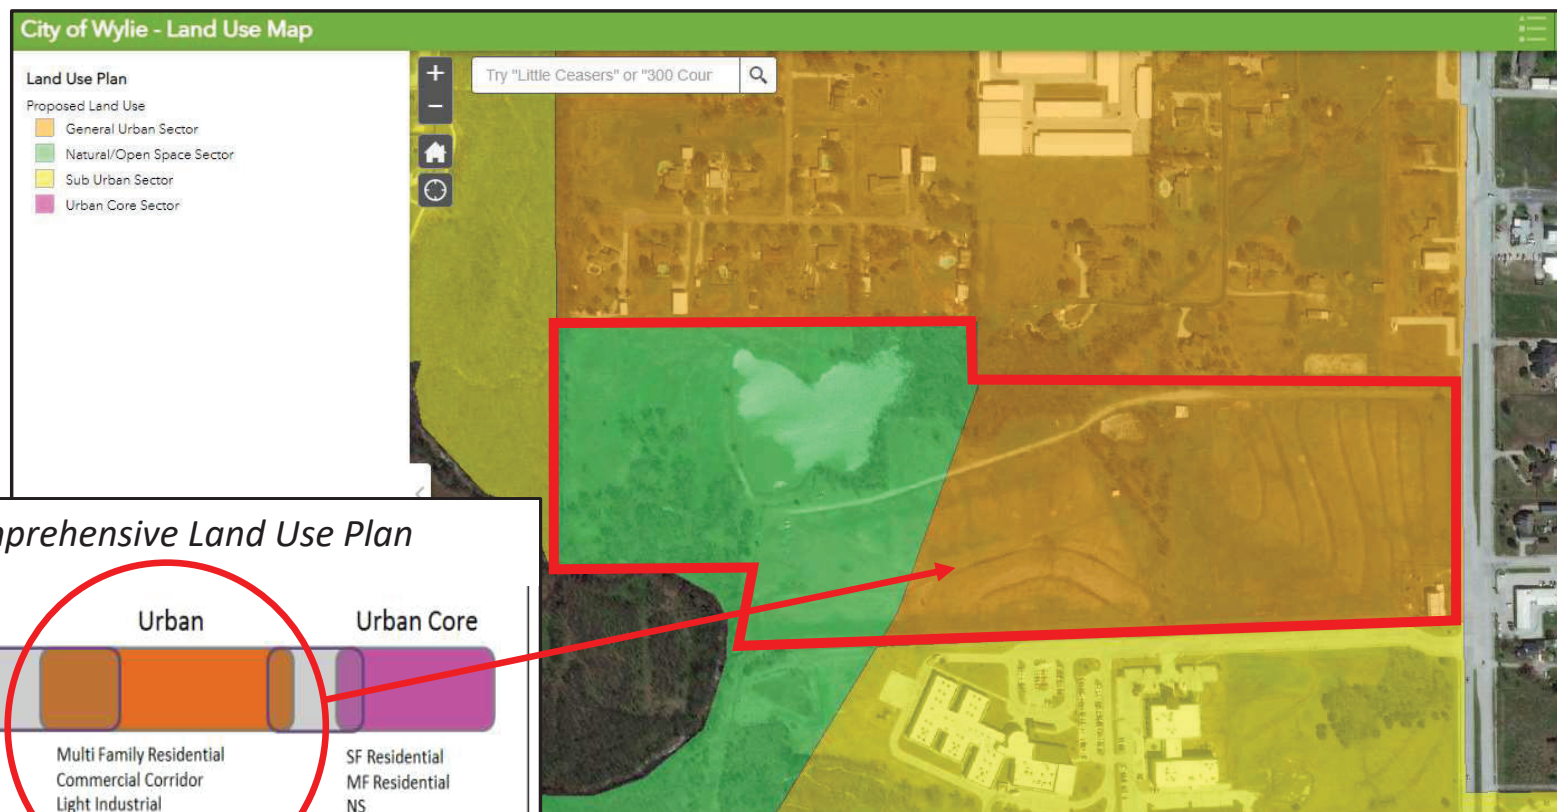 City of Wylie - Land Use Map
Land Use Plan
Proposed Land Use
General Urban Sector
Natural/Open Space Sector
Sub Urban Sector
Urban Core Sector
+
Try "Little Ceasers" or "300 Cour
−
mprehensive Land Use Plan
Urban
Urban Core
Multi Family Residential
Commercial Corridor
Light Industrial
SF Residential
MF Residential
NS